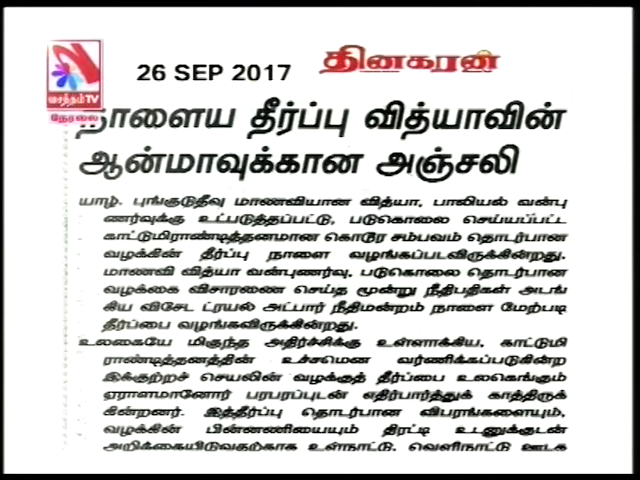 வசந்தம் TV
நேரலை
26 SEP 2017
தினகரன்
நாளைய தீர்ப்பு வித்யாவின்
ஆன்மாவுக்கான அஞ்சலி
யாழ். புங்குடுதீவு மாணவியான வித்யா, பாலியல் வன்பு
ணர்வுக்கு உட்படுத்தப்பட்டு, படுகொலை செய்யப்பட்ட
காட்டுமிராண்டித்தனமான கொடூர சம்பவம் தொடர்பான
வழக்கின் தீர்ப்பு நாளை வழங்கப்படவிருக்கின்றது.
மாணவி வித்யா வன்புணர்வு, படுகொலை தொடர்பான
வழக்கை விசாரணை செய்த மூன்று நீதிபதிகள் அடங்
கிய விசேட ட்ரயல் அட்பார் நீதிமன்றம் நாளை மேற்படி
தீர்ப்பை வழங்கவிருக்கின்றது.
உலகையே மிகுந்த அதிர்ச்சிக்கு உள்ளாக்கிய, காட்டுமி
ராண்டித்தனத்தின் உச்சமென வர்ணிக்கப்படுகின்ற
இக்குற்றச் செயலின் வழக்குத் தீர்ப்பை உலகெங்கும்
ஏராளமானோர் பரபரப்புடன் எதிர்பார்த்துக் காத்திருக்
கின்றனர். இத்தீர்ப்பு தொடர்பான விபரங்களையும்,
வழக்கின் பின்னணியையும் திரட்டி உடனுக்குடன்
அறிக்கையிடுவதற்காக உள்நாட்டு, வெளிநாட்டு ஊடக